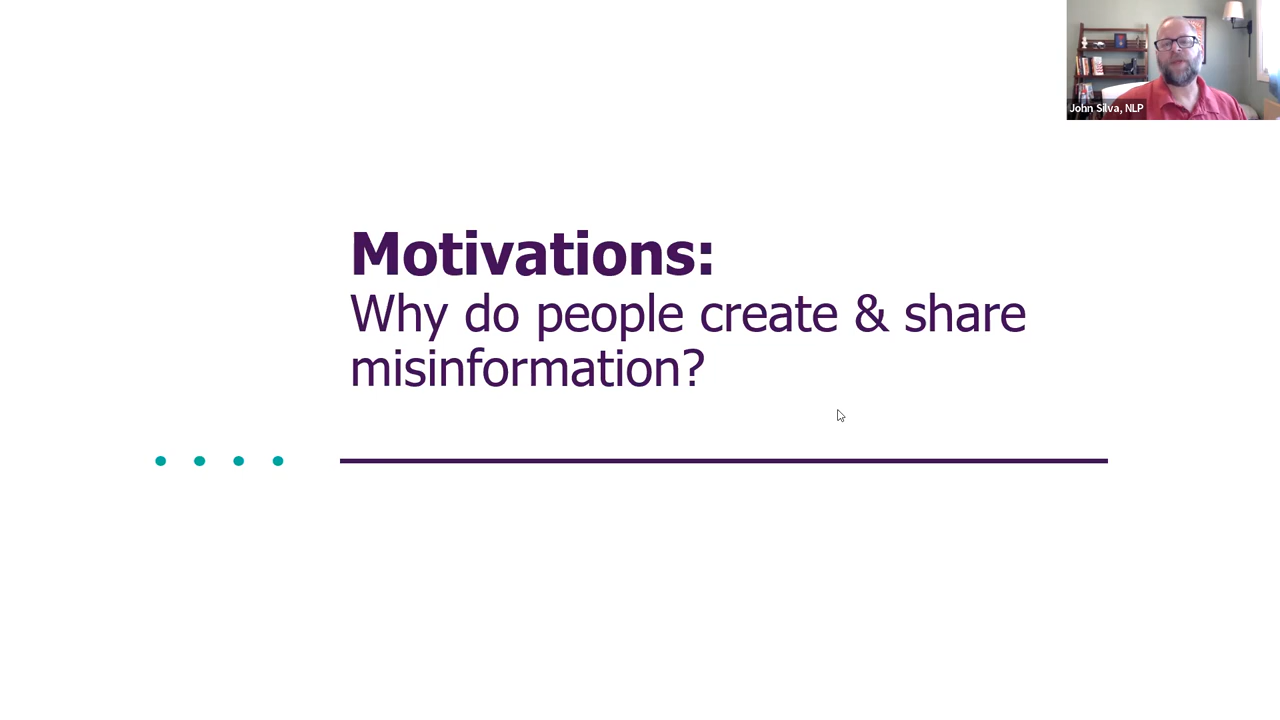 John Silva, NLP
Motivations:
Why do people create & share
misinformation?